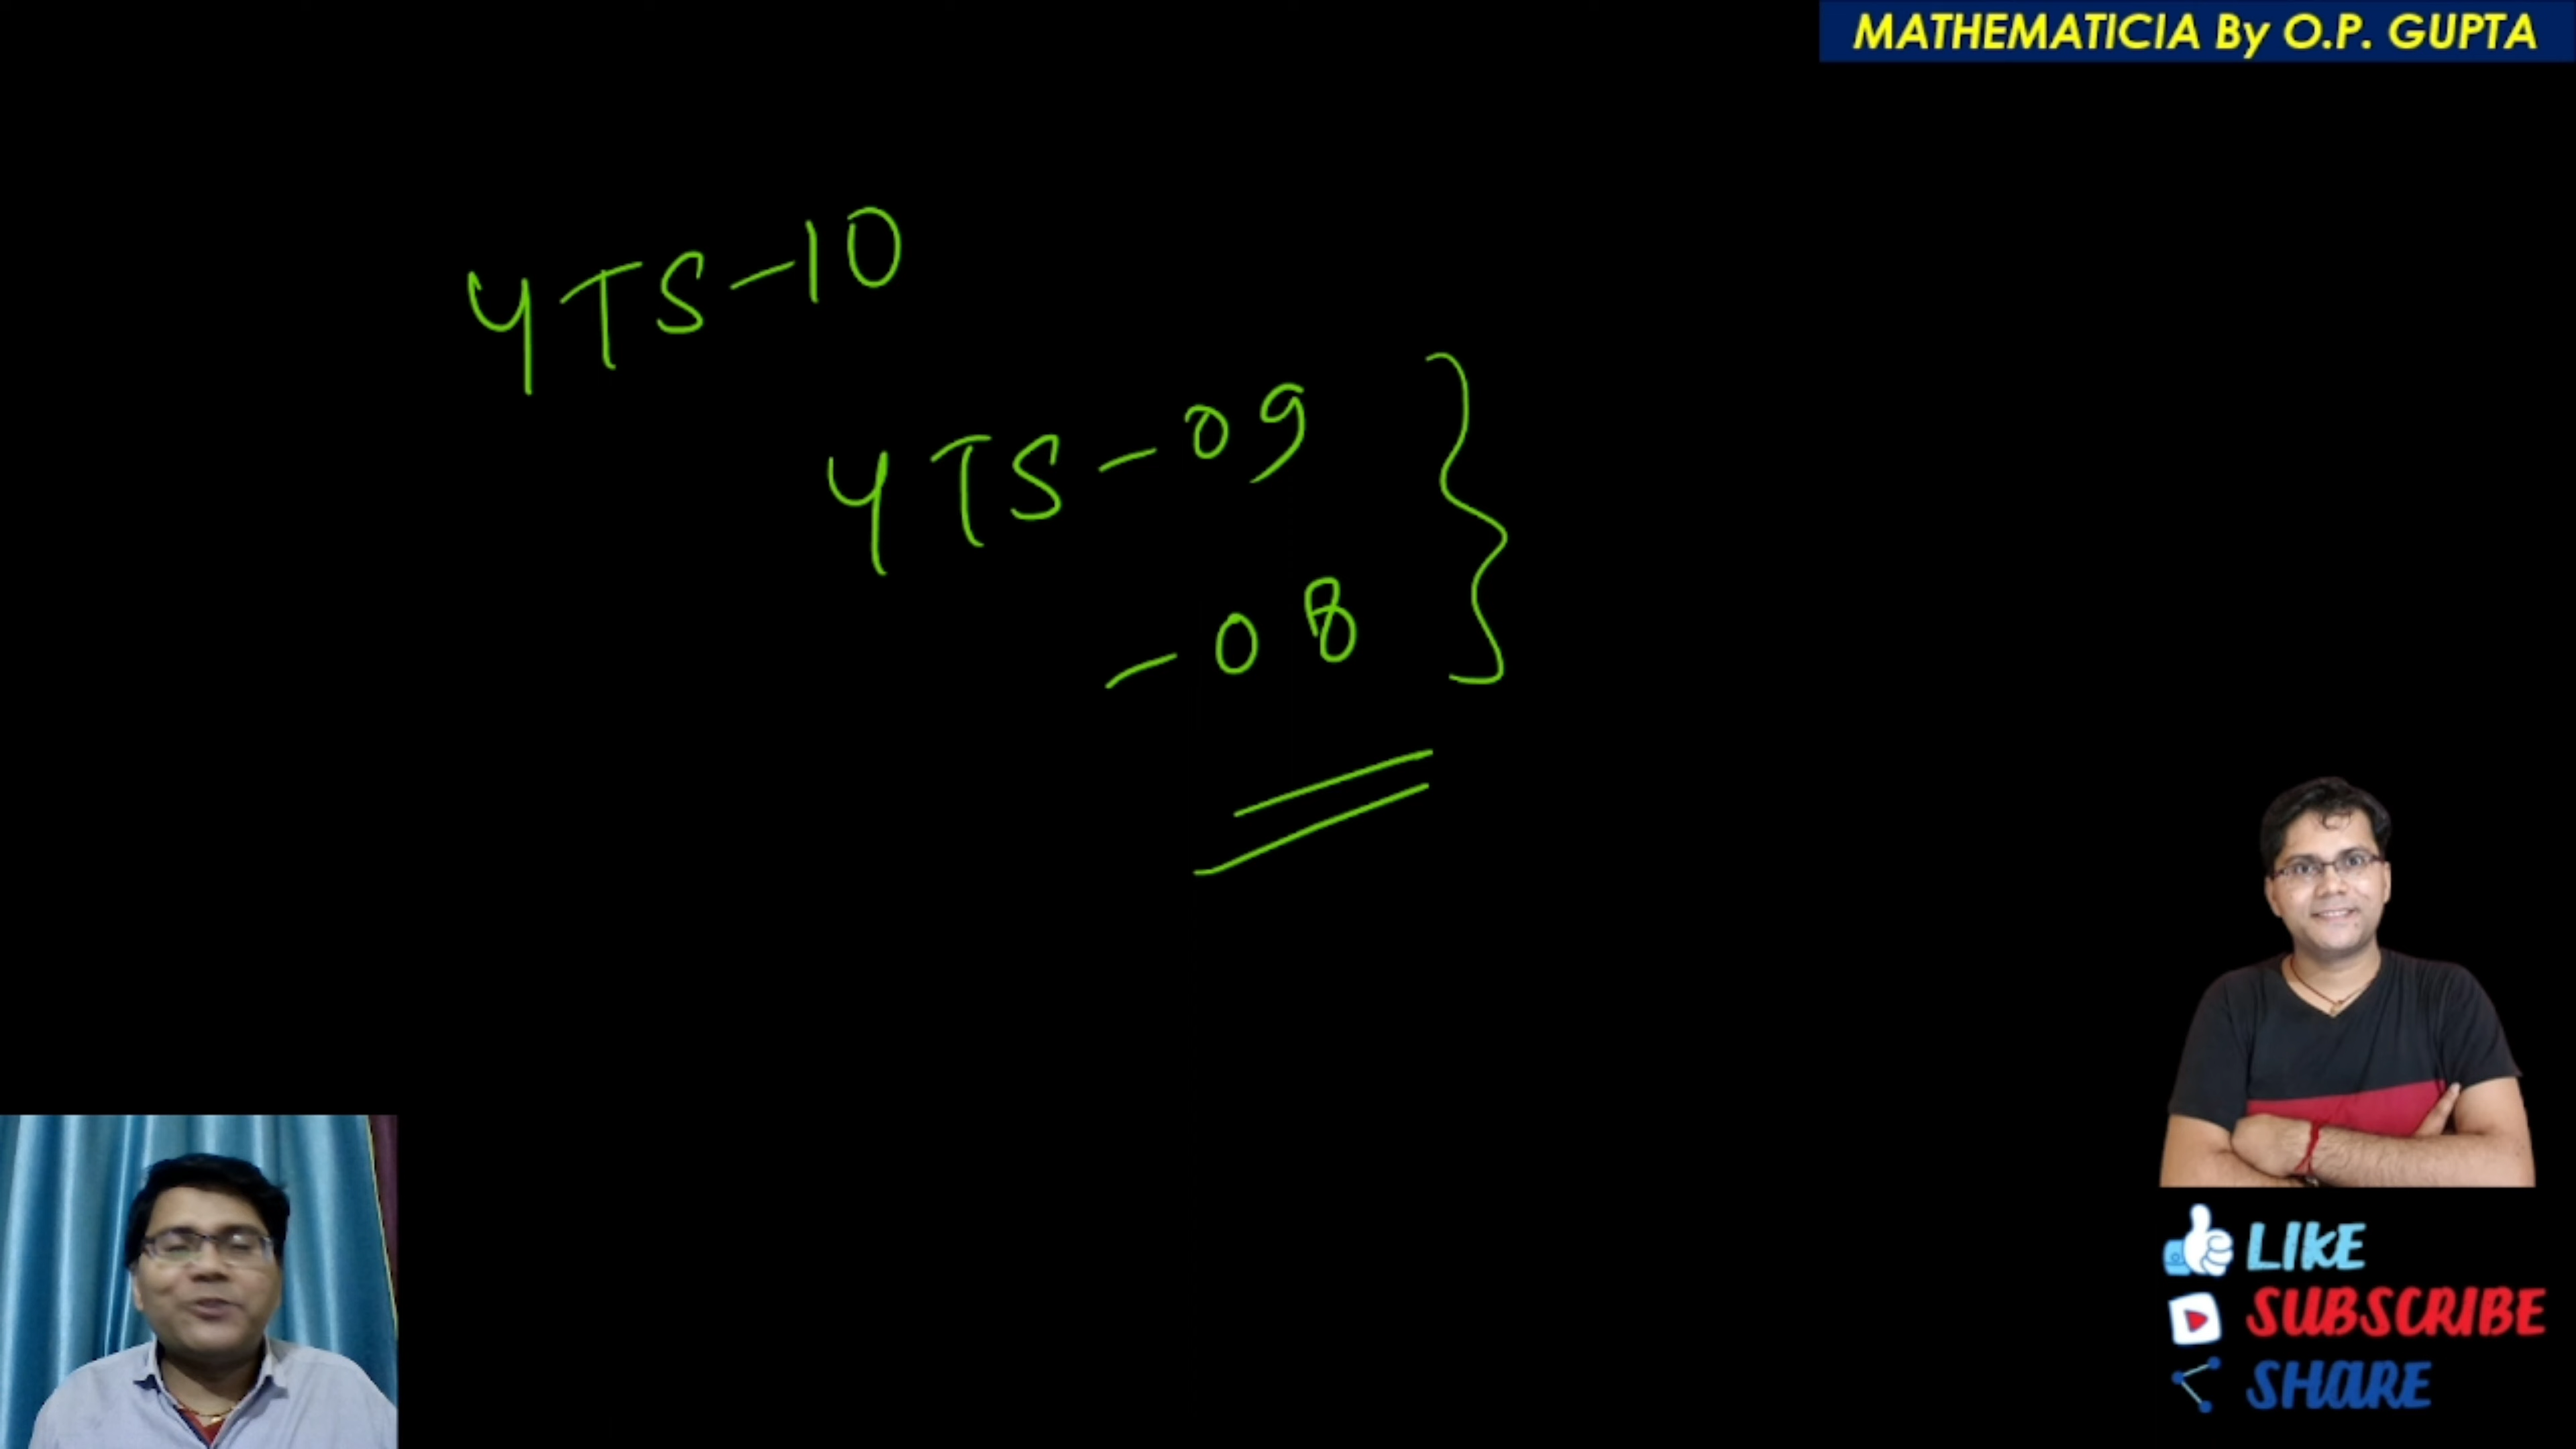 MATHEMATICIA By O.P. GUPTA
YTS-10
YTS-09
-08
LIKE
SUBSCRIBE
SHARE